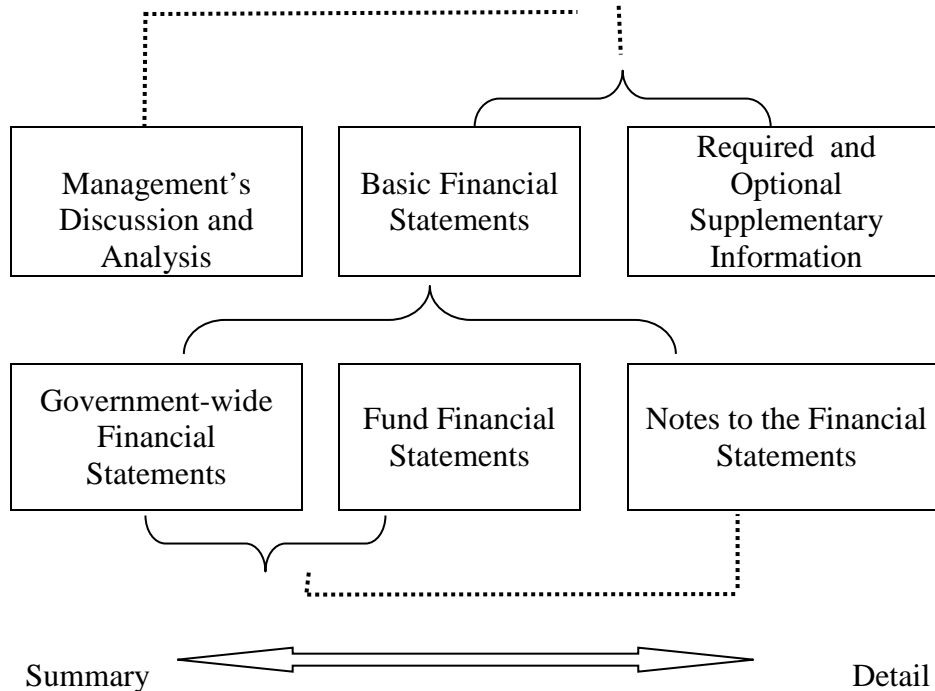 Management’s
Discussion and
Analysis
Basic Financial
Statements
Required and
Optional
Supplementary
Information
Government-wide
Financial
Statements
Fund Financial
Statements
Notes to the Financial
Statements
Summary
Detail